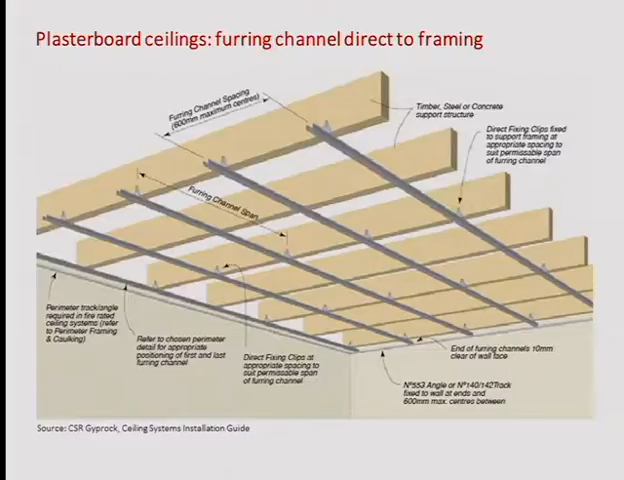 Plasterboard ceilings: furring channel direct to framing
Furring Channel Spacing
(600mm maximum centres)
Timber, Steel or Concrete
support structure
Direct Fixing Clips fixed
to support framing at
appropriate spacing to
suit permissable span
of furring channel
Furring Channel Span
Perimeter track/angle
required in fire rated
ceiling systems (refer
to Perimeter Framing
& Caulking)
Refer to chosen perimeter
detail for appropriate
positioning of first and last
furring channel
Direct Fixing Clips at
appropriate spacing to
suit permissable span
of furring channel
End of furring channels 10mm
clear of wall face
Nº553 Angle or Nº140/142Track
fixed to wall at ends and
600mm max. centres between
Source: CSR Gyprock, Ceiling Systems Installation Guide